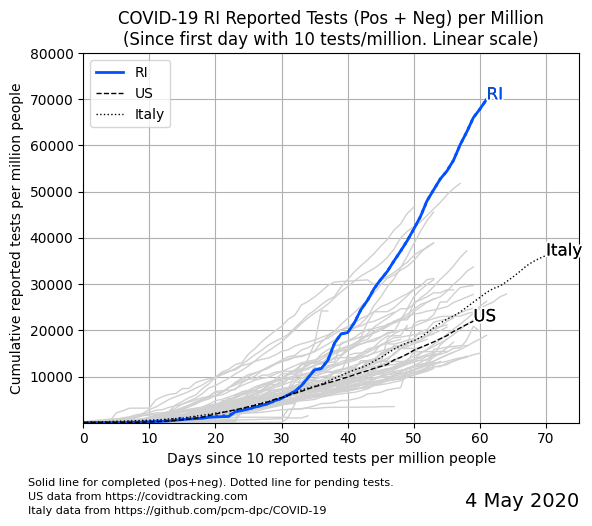 COVID-19 RI Reported Tests (Pos + Neg) per Million
(Since first day with 10 tests/million. Linear scale)
Cumulative reported tests per million people
80000
70000
60000
50000
40000
30000
20000
10000
RI
US
Italy
RI
Italy
US
0 10 20 30 40 50 60 70
Days since 10 reported tests per million people
Solid line for completed (pos+neg). Dotted line for pending tests.
US data from https://covidtracking.com
Italy data from https://github.com/pcm-dpc/COVID-19
4 May 2020